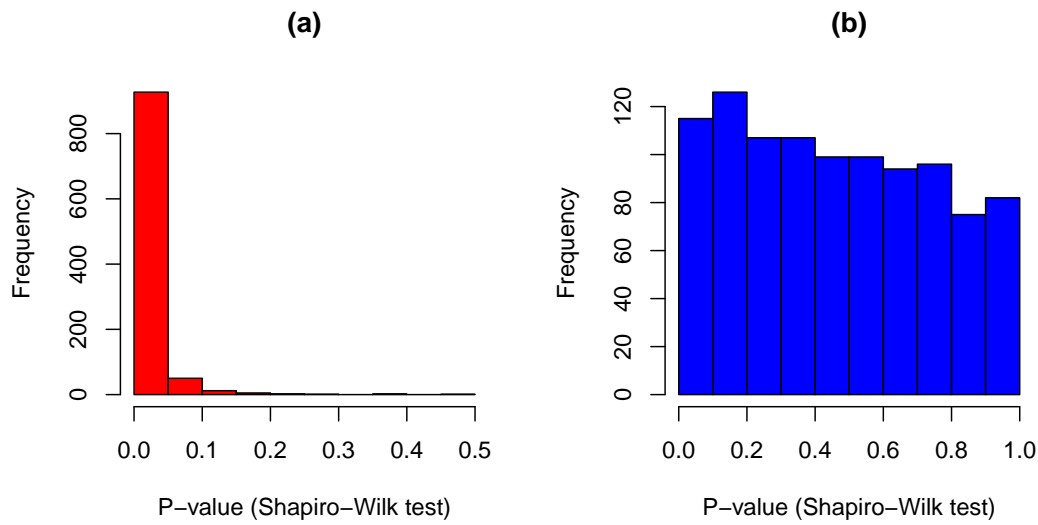 (a)
Frequency
0 200 400 600 800
0.0 0.1 0.2 0.3 0.4 0.5
P−value (Shapiro−Wilk test)
(b)
Frequency
0 20 40 60 80 120
0.0 0.2 0.4 0.6 0.8 1.0
P−value (Shapiro−Wilk test)